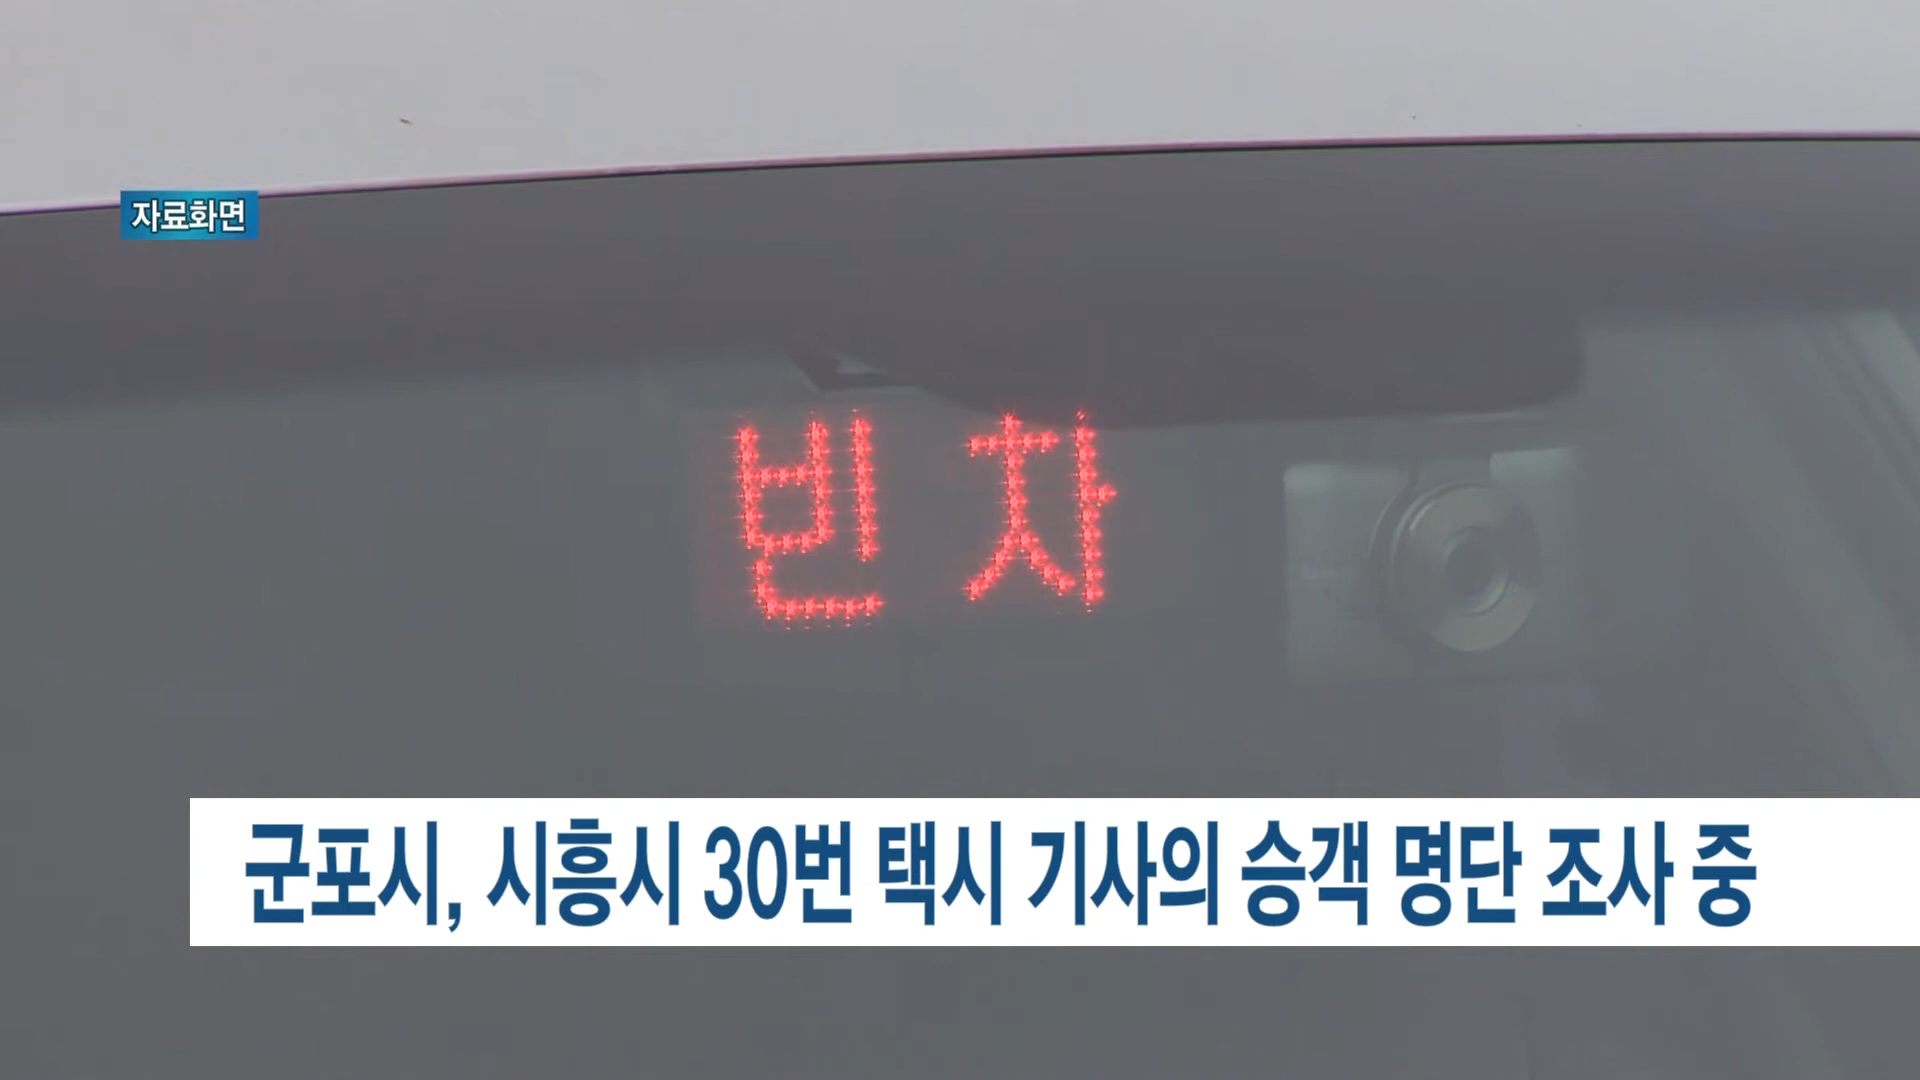 자료화면
빈차
군포시, 시흥시 30번 택시 기사의 승객 명단 조사 중